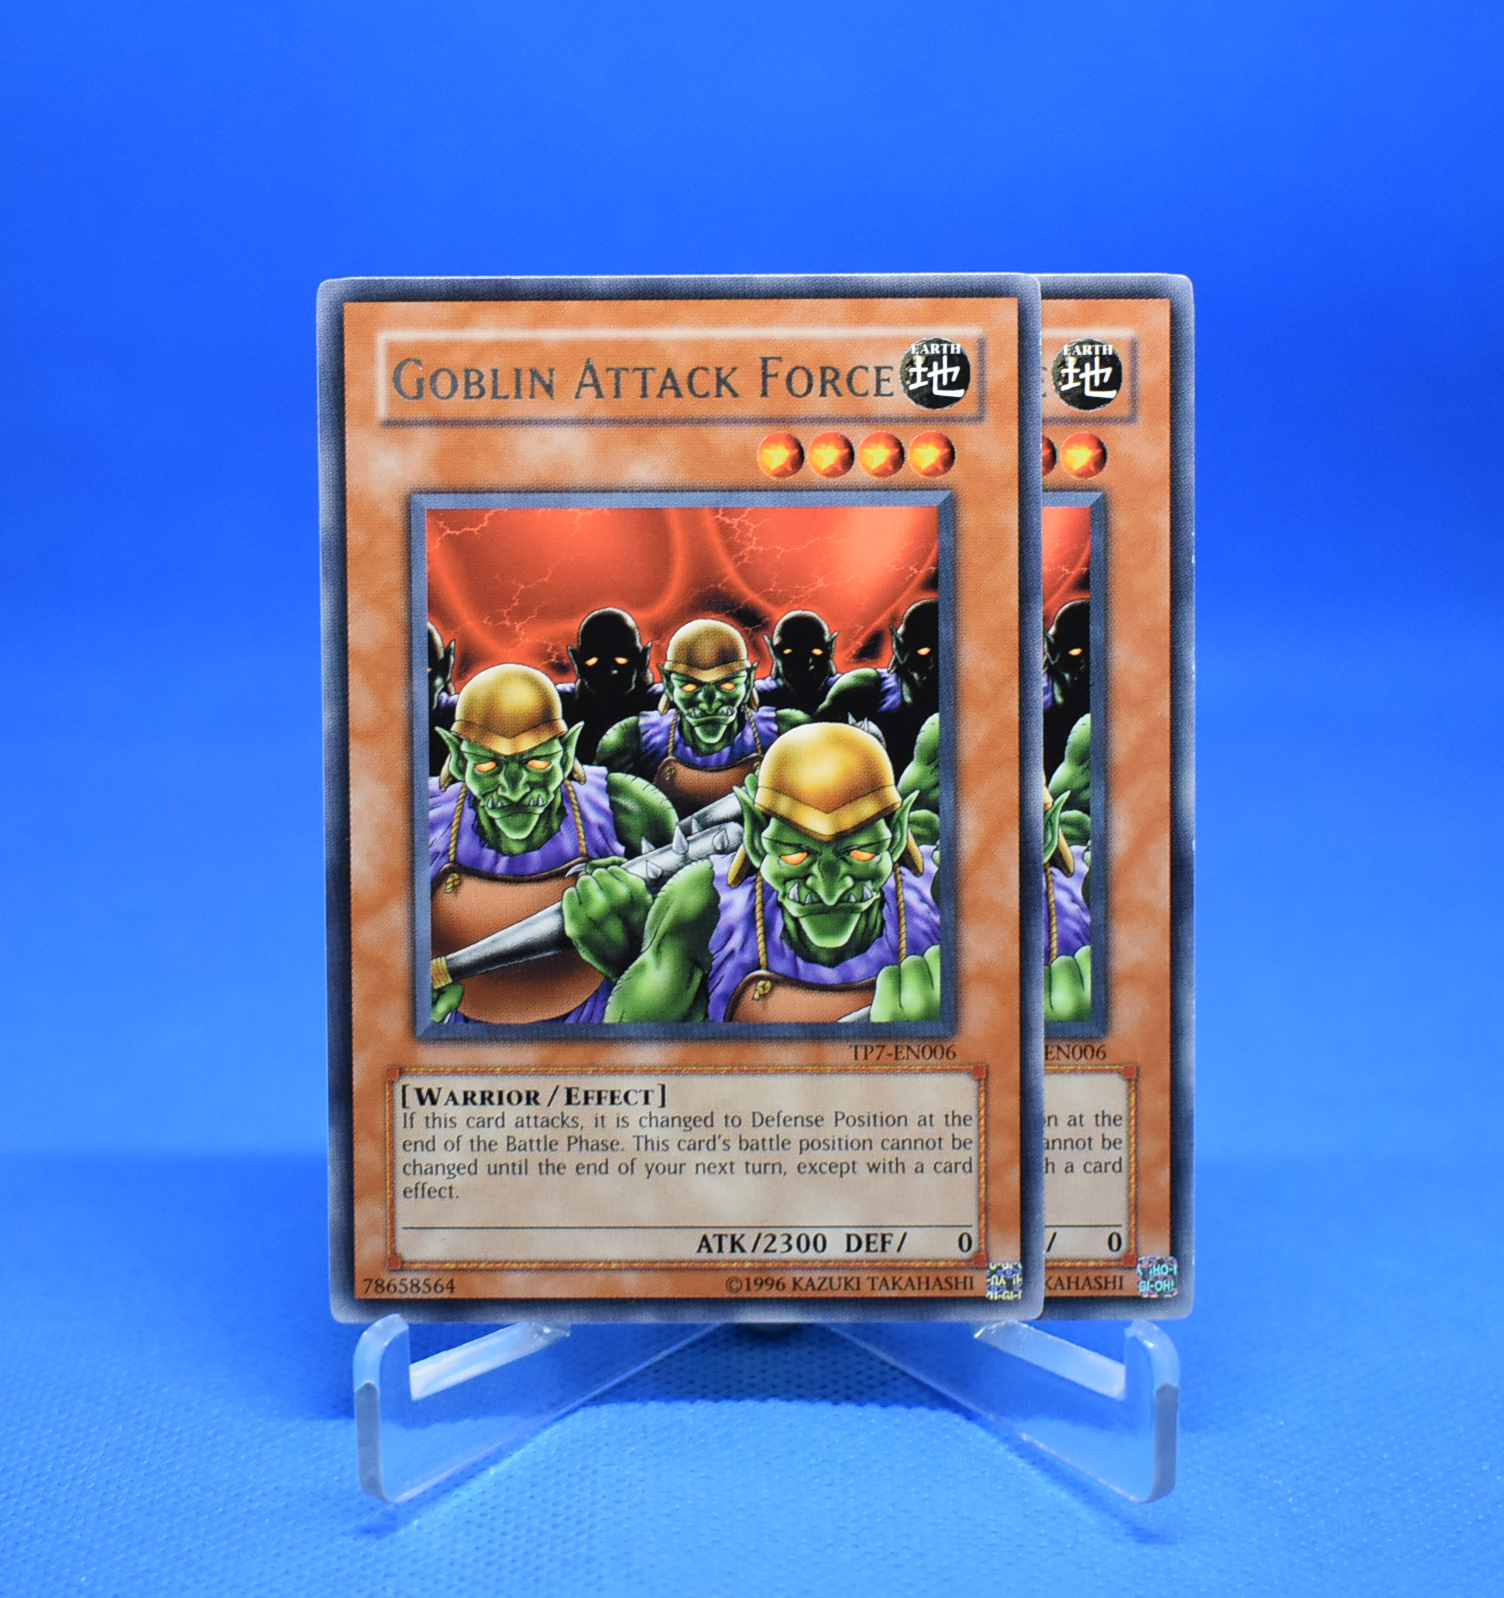 GOBLIN ATTACK FORCE
EARTH
地
EARTH
地
TP7-EN006
EN006
[WARRIOR / EFFECT]
If this card attacks, it is changed to Defense Position at the
end of the Battle Phase. This card's battle position cannot be
changed until the end of your next turn, except with a card
effect.
on at the
annot be
h a card
ATK/2300 DEF/ 0
/ 0
78658564
©1996 KAZUKI TAKAHASHI
KAHASHI